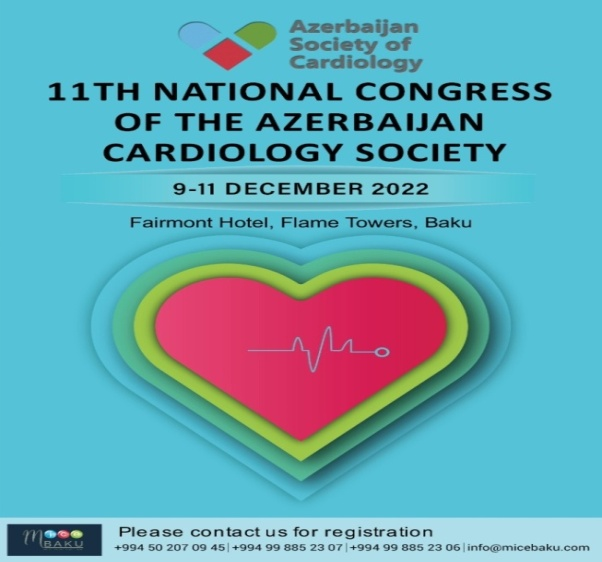 Azerbaijan
Society of
Cardiology
11TH NATIONAL CONGRESS
OF THE AZERBAIJAN
CARDIOLOGY SOCIETY
9-11 DECEMBER 2022
Fairmont Hotel, Flame Towers, Baku
MICE
BAKU
Please contact us for registration
+994 50 207 09 45|+994 99 885 23 07|+994 99 885 23 06|info@micebaku.com